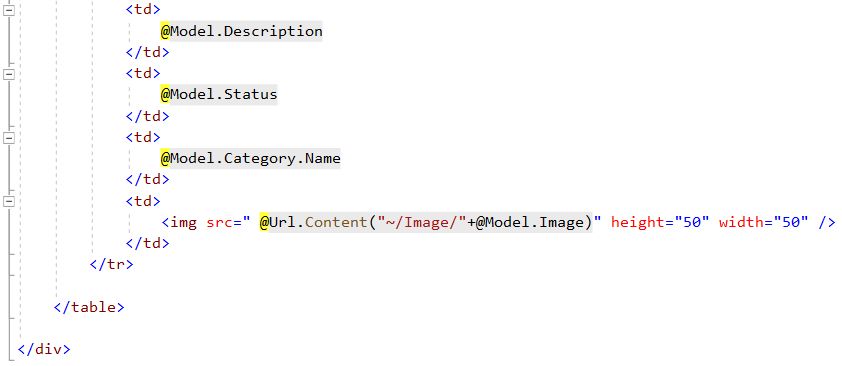 <td>
@Model.Description
</td>
<td>
@Model.Status
</td>
<td>
@Model.Category.Name
</td>
<td>
<img src=" @Url.Content("~/Image/"+@Model.Image)" height="50" width="50" />
</td>
</tr>
</table>
</div>